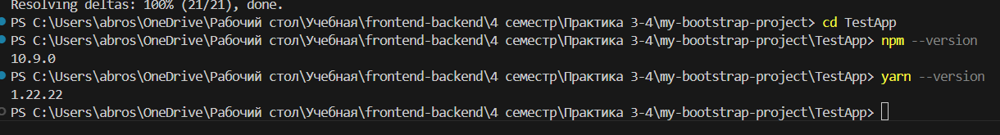 Resolving deltas: 100% (21/21), done.
PS C:\Users\abros\OneDrive\Рабочий стол\Учебная\frontend-backend\4 семестр\Практика 3-4\my-bootstrap-project> cd TestApp
PS C:\Users\abros\OneDrive\Рабочий стол\Учебная\frontend-backend\4 семестр\Практика 3-4\my-bootstrap-project\TestApp> npm --version
10.9.0
PS C:\Users\abros\OneDrive\Рабочий стол\Учебная\frontend-backend\4 семестр\Практика 3-4\my-bootstrap-project\TestApp> yarn --version
1.22.22
PS C:\Users\abros\OneDrive\Рабочий стол\Учебная\frontend-backend\4 семестр\Практика 3-4\my-bootstrap-project\TestApp>